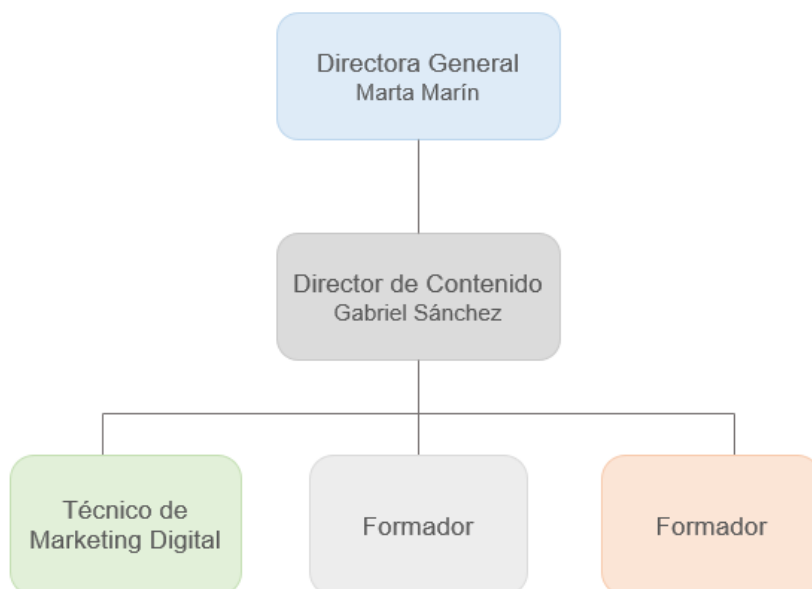 Directora General
Marta Marín
Director de Contenido
Gabriel Sánchez
Técnico de
Marketing Digital
Formador
Formador